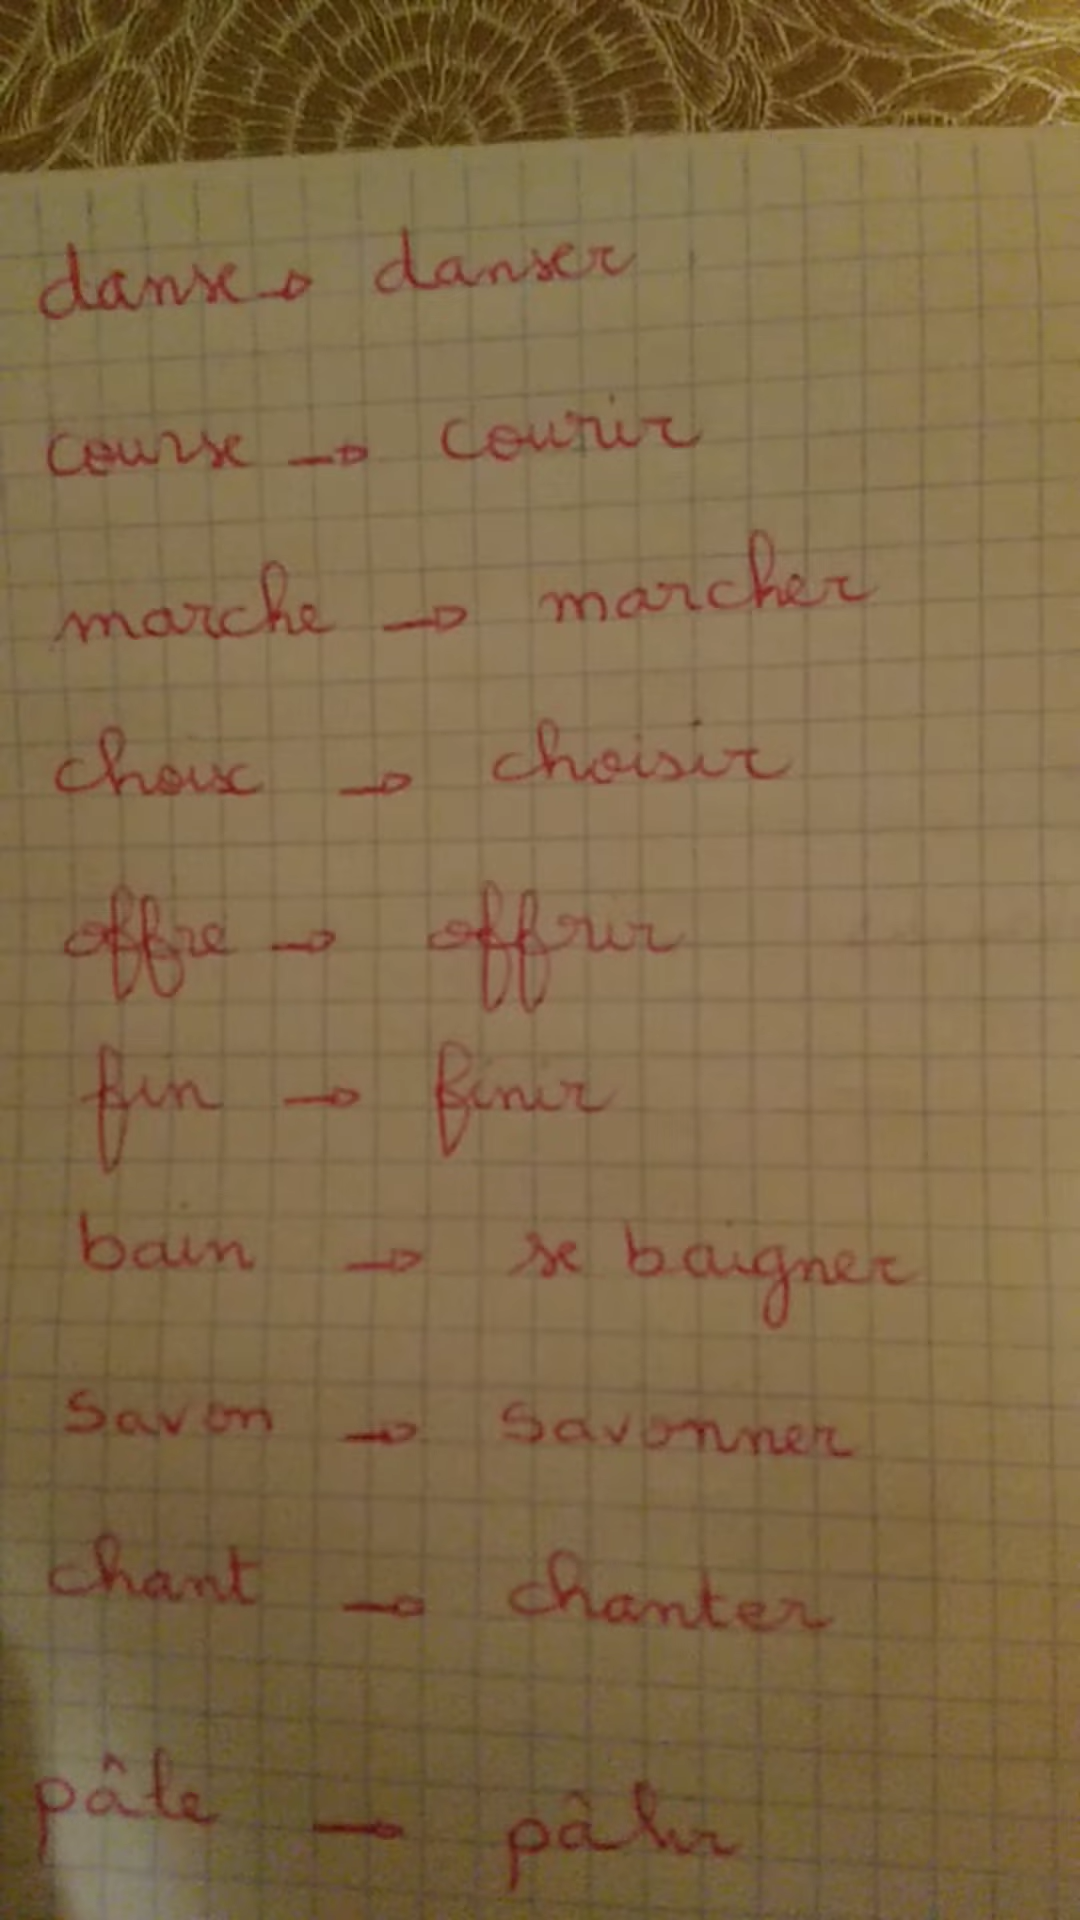 danse → danser
course → courir
marche → marcher
choix → choisir
offre → offrir
fin → finir
bain → se baigner
savon → savonner
chant → chanter
pâle → pâlir